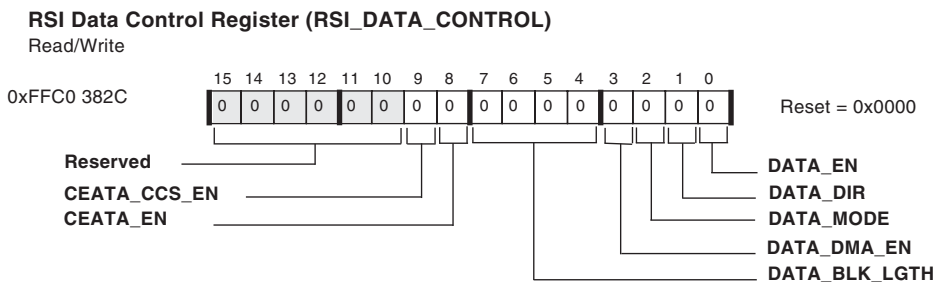 RSI Data Control Register (RSI_DATA_CONTROL)
Read/Write
15 14 13 12 11 10 9 8 7 6 5 4 3 2 1 0
0xFFC0 382C 0 0 0 0 0 0 0 0 0 0 0 0 0 0 0 0 Reset = 0x0000
Reserved
CEATA_CCS_EN
CEATA_EN
DATA_EN
DATA_DIR
DATA_MODE
DATA_DMA_EN
DATA_BLK_LGTH